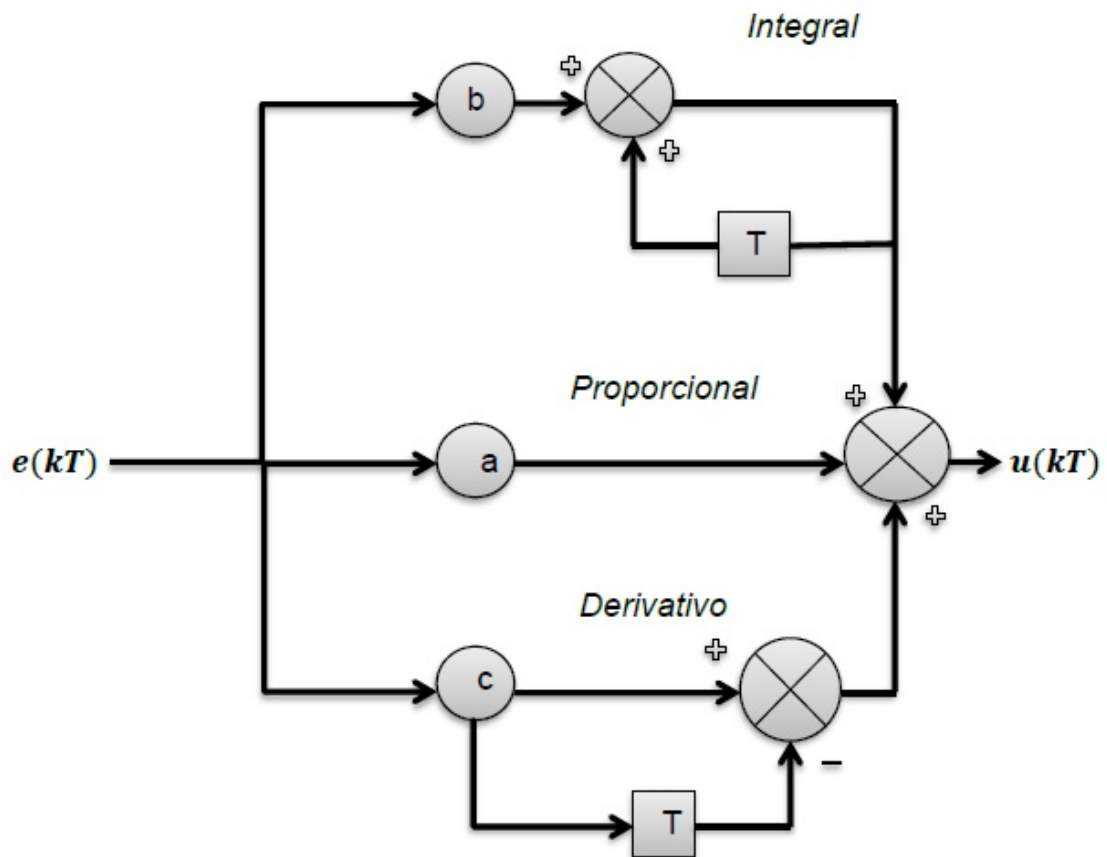 Integral
b
T
Proporcional
e(kT)
a
u(kT)
Derivativo
c
T